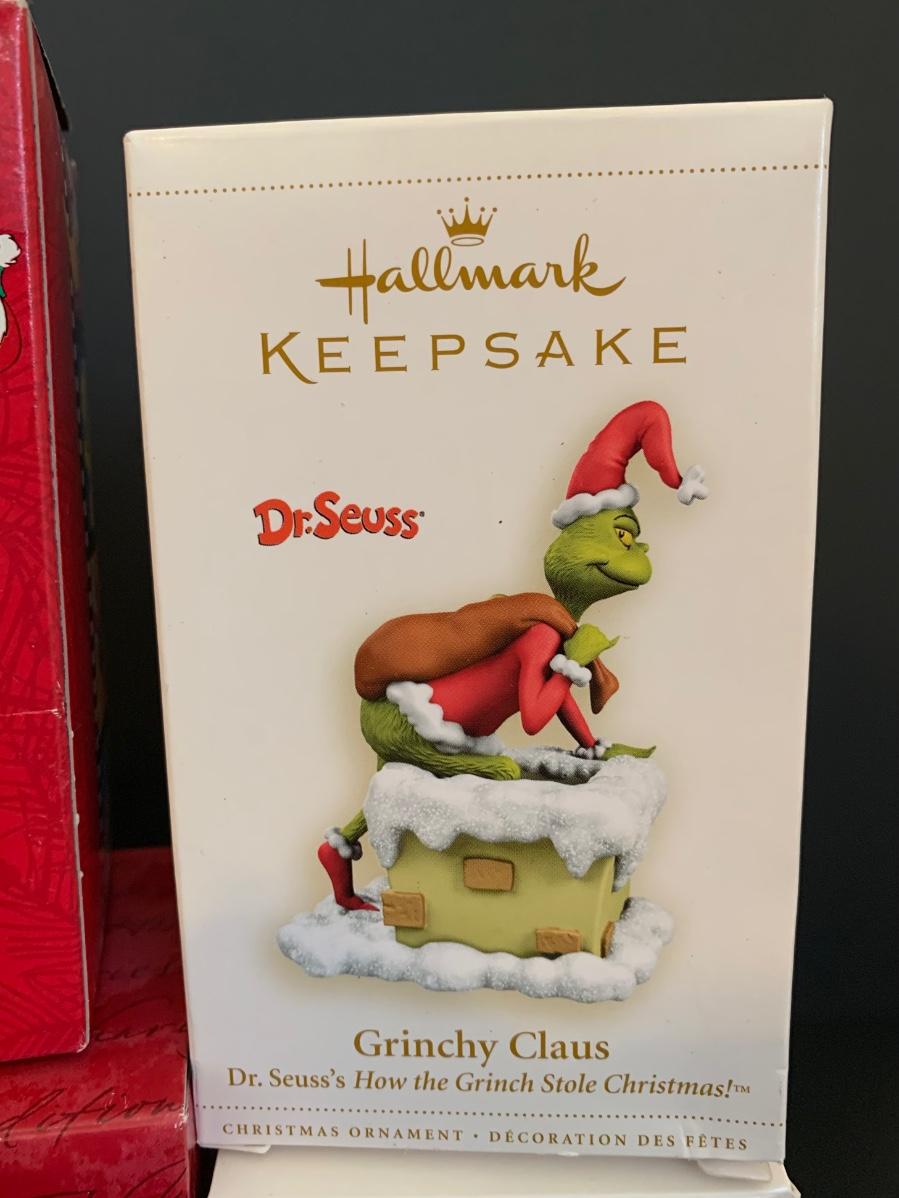 Hallmark
KEEPSAKE
Dr. Seuss®
Grinchy Claus
Dr. Seuss's How the Grinch Stole Christmas!™
CHRISTMAS ORNAMENT · DÉCORATION DES FÊTES